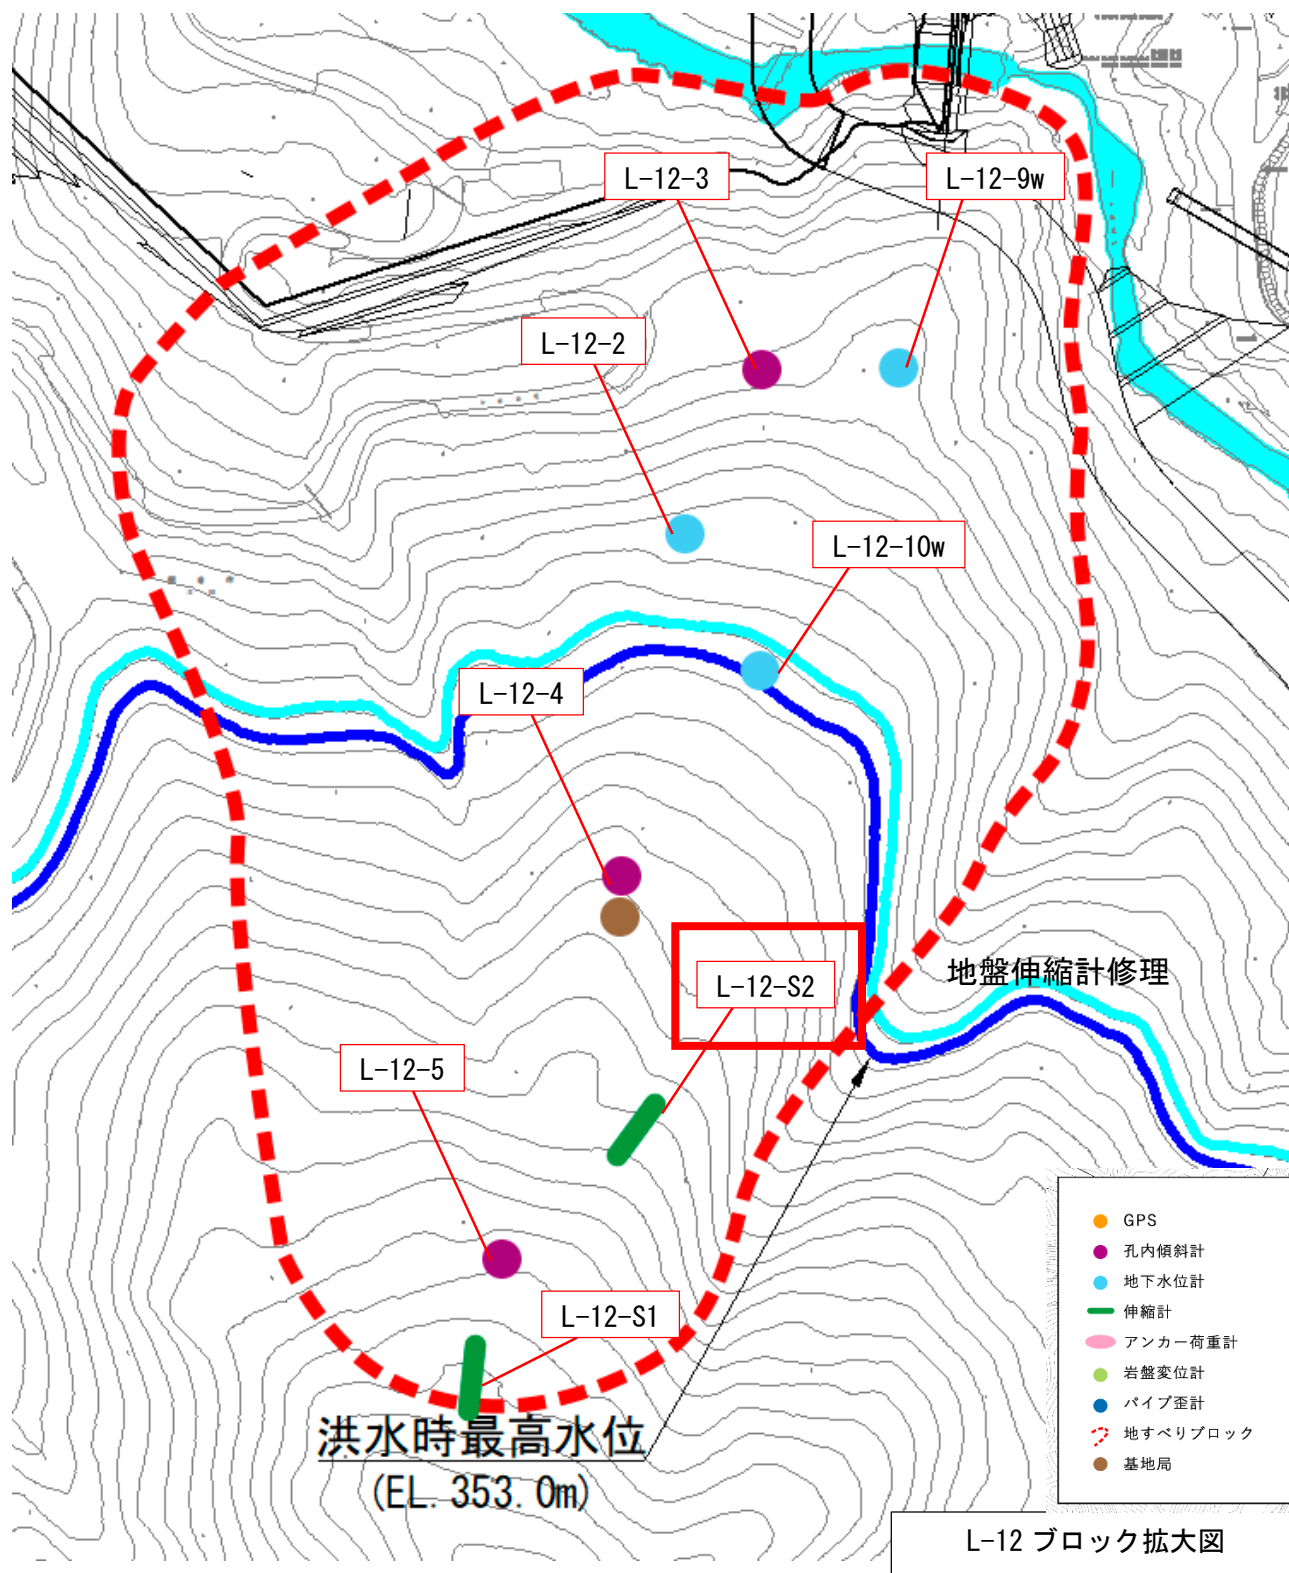 L-12-3
L-12-9w
L-12-2
L-12-10w
L-12-4
地盤伸縮計修理
L-12-S2
L-12-5
L-12-S1
洪水時最高水位
(EL. 353. 0m)
GPS
孔内傾斜計
地下水位計
伸縮計
アンカー荷重計
岩盤変位計
パイプ歪計
地すべりブロック
基地局
L-12 ブロック拡大図